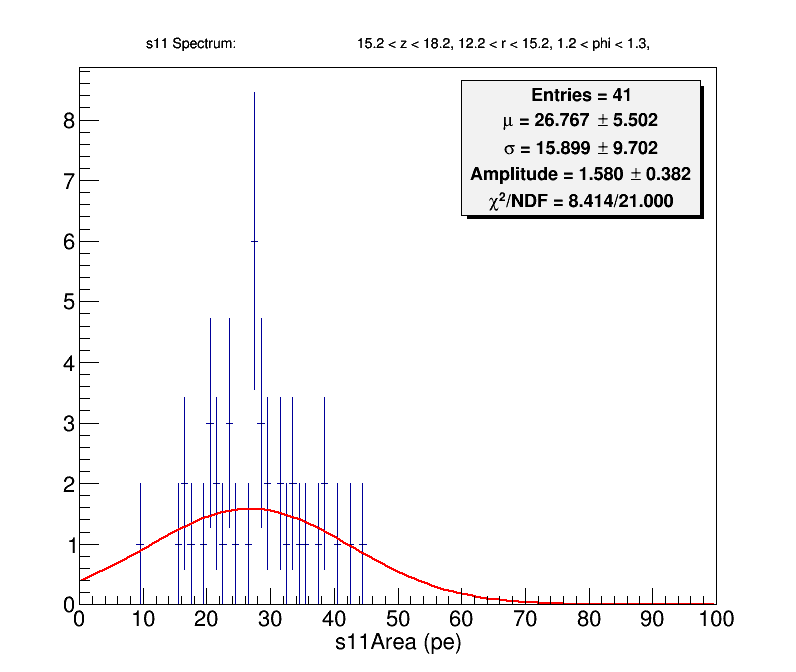 s11 Spectrum: 15.2 < z < 18.2, 12.2 < r < 15.2, 1.2 < phi < 1.3,
Entries = 41
μ = 26.767 ± 5.502
σ = 15.899 ± 9.702
Amplitude = 1.580 ± 0.382
χ²/NDF = 8.414/21.000
8
7
6
5
4
3
2
1
0
0 10 20 30 40 50 60 70 80 90 100
s11Area (pe)